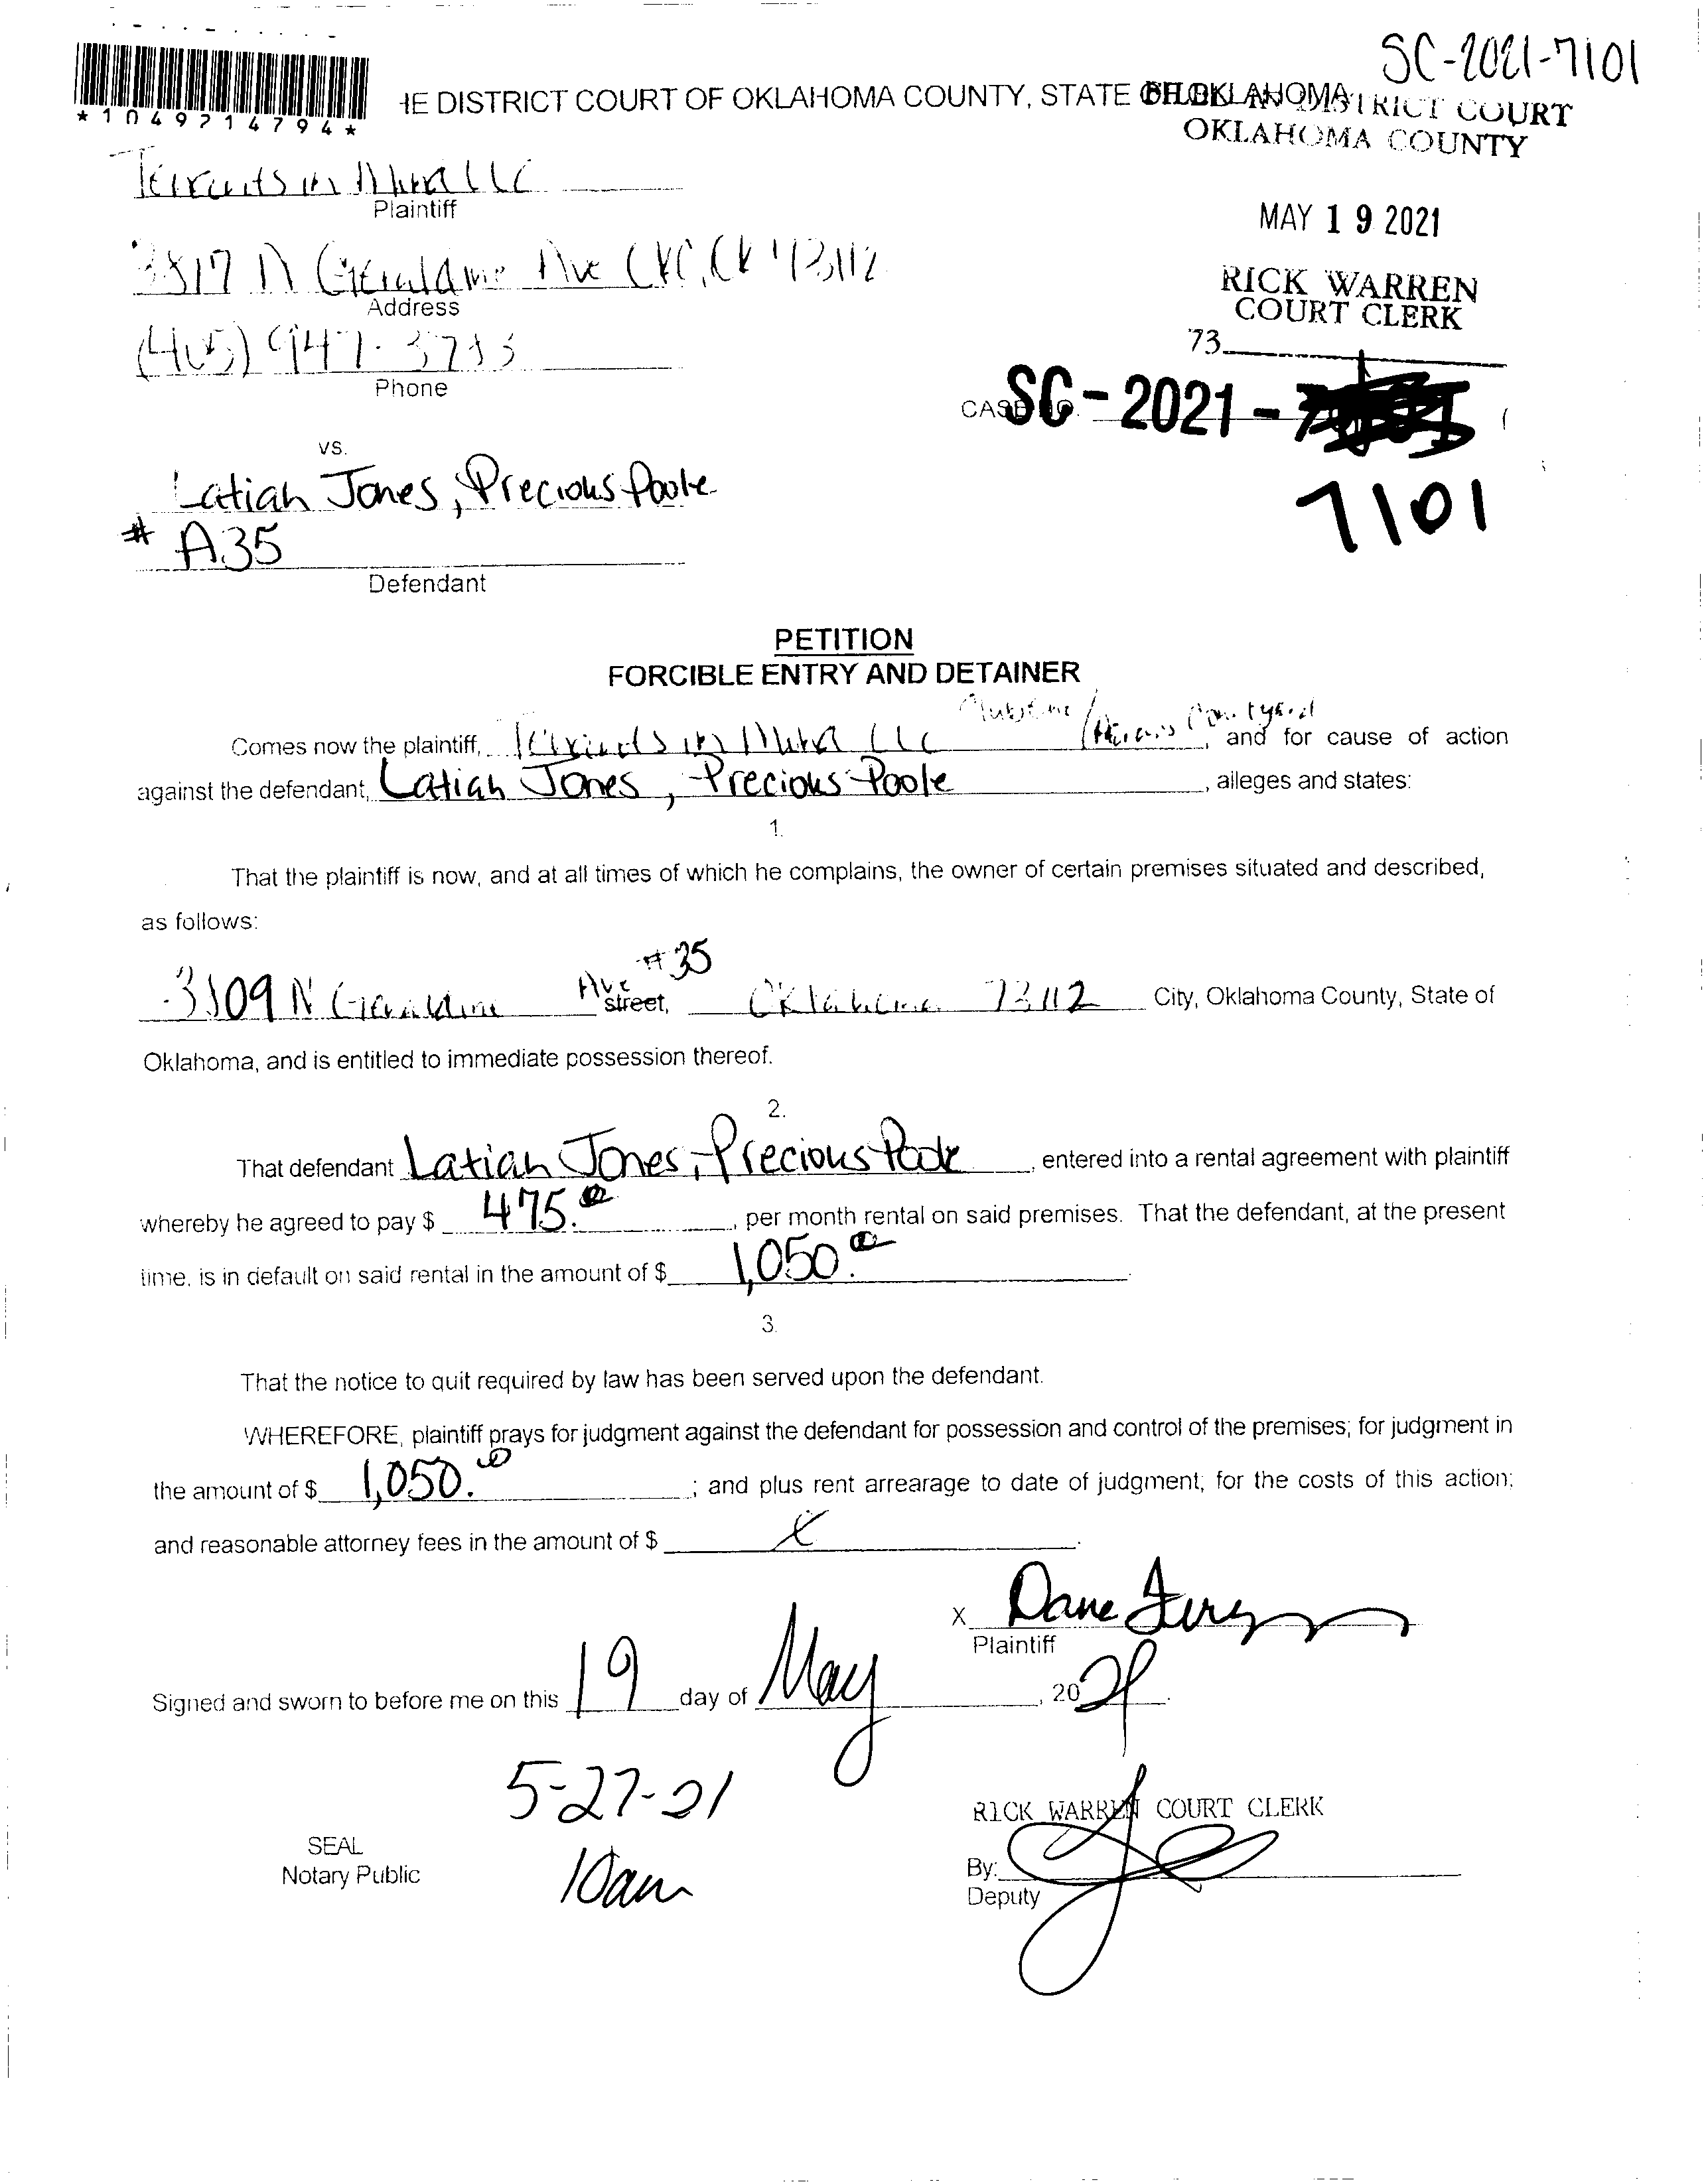 SC-2021-7101
*1049214794*
IE DISTRICT COURT OF OKLAHOMA COUNTY, STATE OF OKLAHOMA
DISTRICT COURT
OKLAHOMA COUNTY
LLC
Plaintiff
MAY 19 2021
N Ave OKC, OK 73112
Address
RICK WARREN
COURT CLERK
(405) 947-
Phone
73
CASE NO. SC-2021-
7101
vs.
Latiah Jones, Precious Poole
# A35
Defendant
PETITION
FORCIBLE ENTRY AND DETAINER
Comes now the plaintiff, LLC / Courtyard, and for cause of action
against the defendant, Latiah Jones, Precious Poole, alleges and states:
1.
That the plaintiff is now, and at all times of which he complains, the owner of certain premises situated and described,
as follows:
#35
N Geraldine Ave street, Oklahoma 73112 City, Oklahoma County, State of
Oklahoma, and is entitled to immediate possession thereof.
2.
That defendant Latiah Jones, Precious Poole, entered into a rental agreement with plaintiff
whereby he agreed to pay $ 475.00, per month rental on said premises. That the defendant, at the present
time, is in default on said rental in the amount of $ 1,050.00.
3.
That the notice to quit required by law has been served upon the defendant.
WHEREFORE, plaintiff prays for judgment against the defendant for possession and control of the premises; for judgment in
the amount of $ 1,050.00; and plus rent arrearage to date of judgment; for the costs of this action;
and reasonable attorney fees in the amount of $
X Dane
Plaintiff
Signed and sworn to before me on this 19 day of May, 2021.
5-27-21
10am
RICK WARREN COURT CLERK
SEAL
Notary Public
By:
Deputy